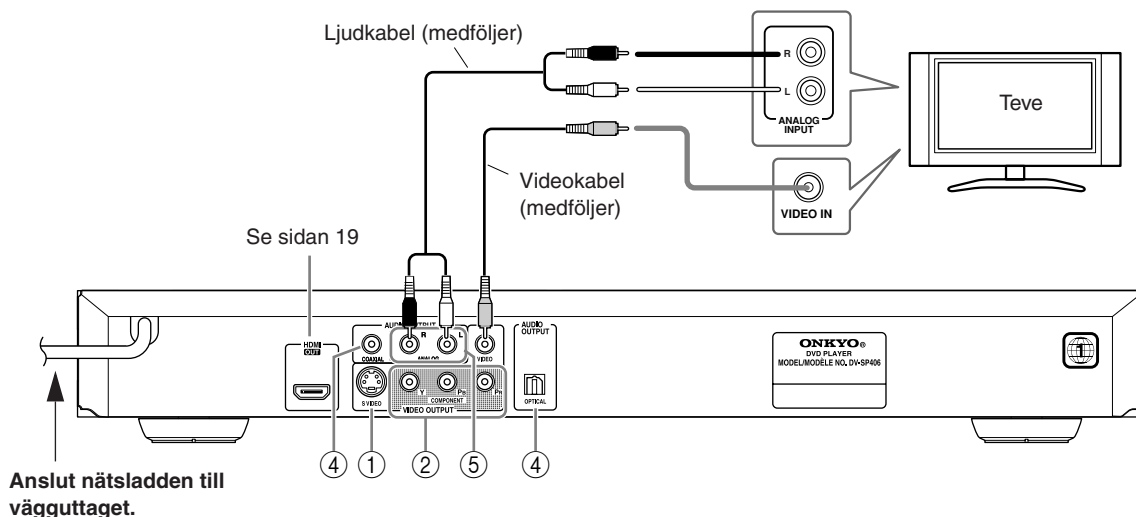 Ljudkabel (medföljer)
R
L
ANALOG
INPUT
Teve
Videokabel
(medföljer)
VIDEO IN
Se sidan 19
HDMI
OUT
COAXIAL
R
L
ANALOG
VIDEO
AUDIO
OUTPUT
S VIDEO
Y
PB
PR
COMPONENT
VIDEO OUTPUT
OPTICAL
ONKYO®
DVD PLAYER
MODEL/MODÈLE NO. DV-SP406
1
④ ① ② ⑤ ④
Anslut nätsladden till
vägguttaget.